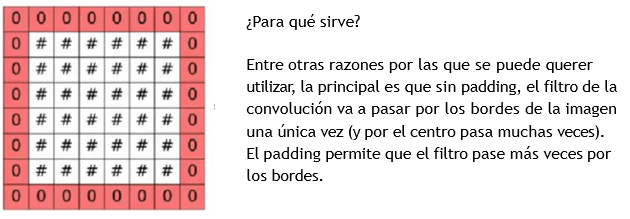 0 0 0 0 0 0 0 0
0 # # # # # # 0
0 # # # # # # 0
0 # # # # # # 0
0 # # # # # # 0
0 # # # # # # 0
0 # # # # # # 0
0 0 0 0 0 0 0 0
¿Para qué sirve?
Entre otras razones por las que se puede querer
utilizar, la principal es que sin padding, el filtro de la
convolución va a pasar por los bordes de la imagen
una única vez (y por el centro pasa muchas veces).
El padding permite que el filtro pase más veces por
los bordes.